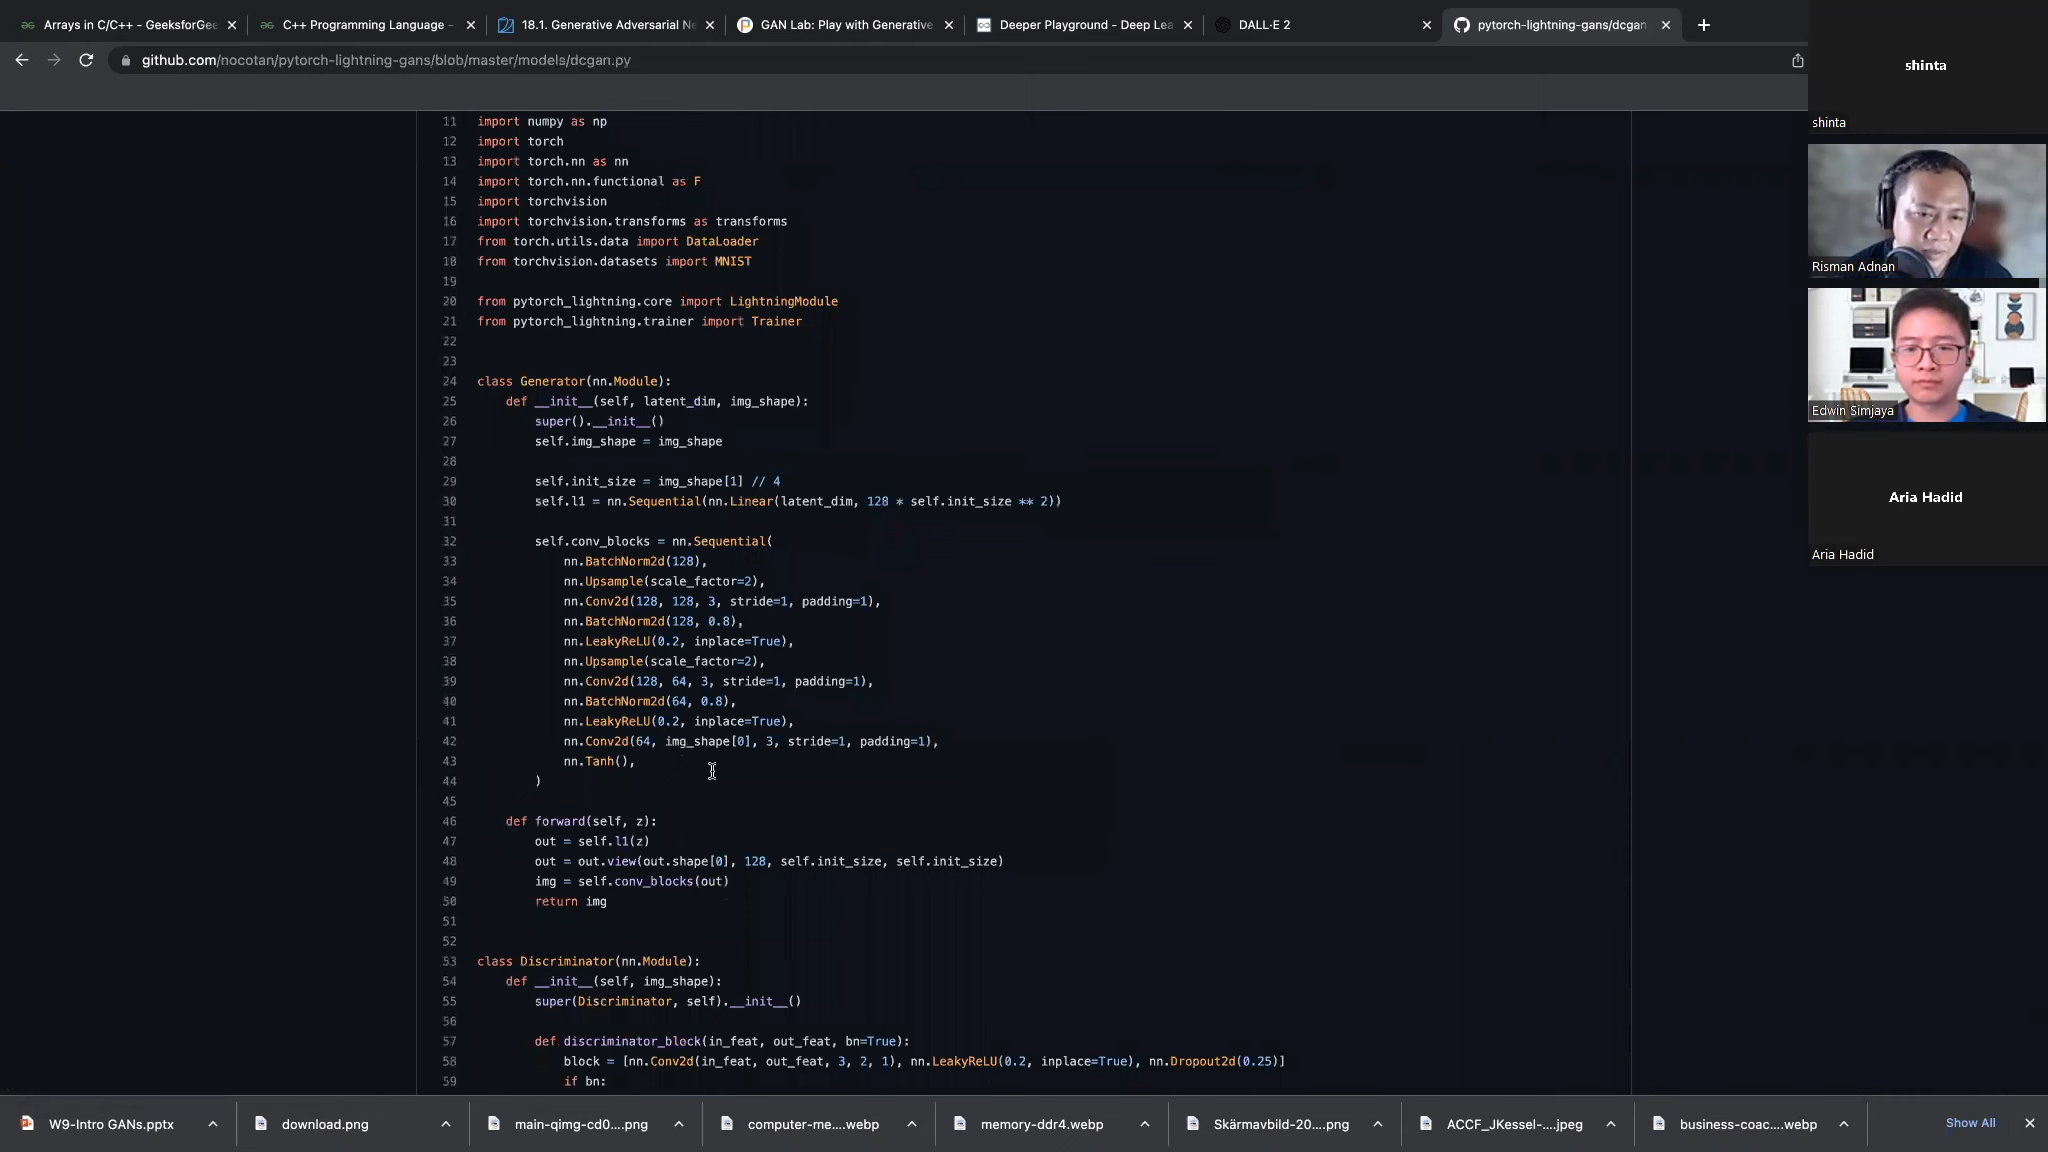 Arrays in C/C++ - GeeksforGee
C++ Programming Language -
18.1. Generative Adversarial Ne
GAN Lab: Play with Generative
Deeper Playground - Deep Lea
DALL·E 2
pytorch-lightning-gans/dcgan
github.com/nocotan/pytorch-lightning-gans/blob/master/models/dcgan.py
11 import numpy as np
12 import torch
13 import torch.nn as nn
14 import torch.nn.functional as F
15 import torchvision
16 import torchvision.transforms as transforms
17 from torch.utils.data import DataLoader
18 from torchvision.datasets import MNIST
19
20 from pytorch_lightning.core import LightningModule
21 from pytorch_lightning.trainer import Trainer
22
23
24 class Generator(nn.Module):
25 def __init__(self, latent_dim, img_shape):
26 super().__init__()
27 self.img_shape = img_shape
28
29 self.init_size = img_shape[1] // 4
30 self.l1 = nn.Sequential(nn.Linear(latent_dim, 128 * self.init_size ** 2))
31
32 self.conv_blocks = nn.Sequential(
33 nn.BatchNorm2d(128),
34 nn.Upsample(scale_factor=2),
35 nn.Conv2d(128, 128, 3, stride=1, padding=1),
36 nn.BatchNorm2d(128, 0.8),
37 nn.LeakyReLU(0.2, inplace=True),
38 nn.Upsample(scale_factor=2),
39 nn.Conv2d(128, 64, 3, stride=1, padding=1),
40 nn.BatchNorm2d(64, 0.8),
41 nn.LeakyReLU(0.2, inplace=True),
42 nn.Conv2d(64, img_shape[0], 3, stride=1, padding=1),
43 nn.Tanh(),
44 )
45
46 def forward(self, z):
47 out = self.l1(z)
48 out = out.view(out.shape[0], 128, self.init_size, self.init_size)
49 img = self.conv_blocks(out)
50 return img
51
52
53 class Discriminator(nn.Module):
54 def __init__(self, img_shape):
55 super(Discriminator, self).__init__()
56
57 def discriminator_block(in_feat, out_feat, bn=True):
58 block = [nn.Conv2d(in_feat, out_feat, 3, 2, 1), nn.LeakyReLU(0.2, inplace=True), nn.Dropout2d(0.25)]
59 if bn:
shinta
shinta
Risman Adnan
Edwin Simjaya
Aria Hadid
Aria Hadid
W9-Intro GANs.pptx
download.png
main-qimg-cd0....png
computer-me....webp
memory-ddr4.webp
Skärmavbild-20....png
ACCF_JKessel-....jpeg
business-coac....webp
Show All